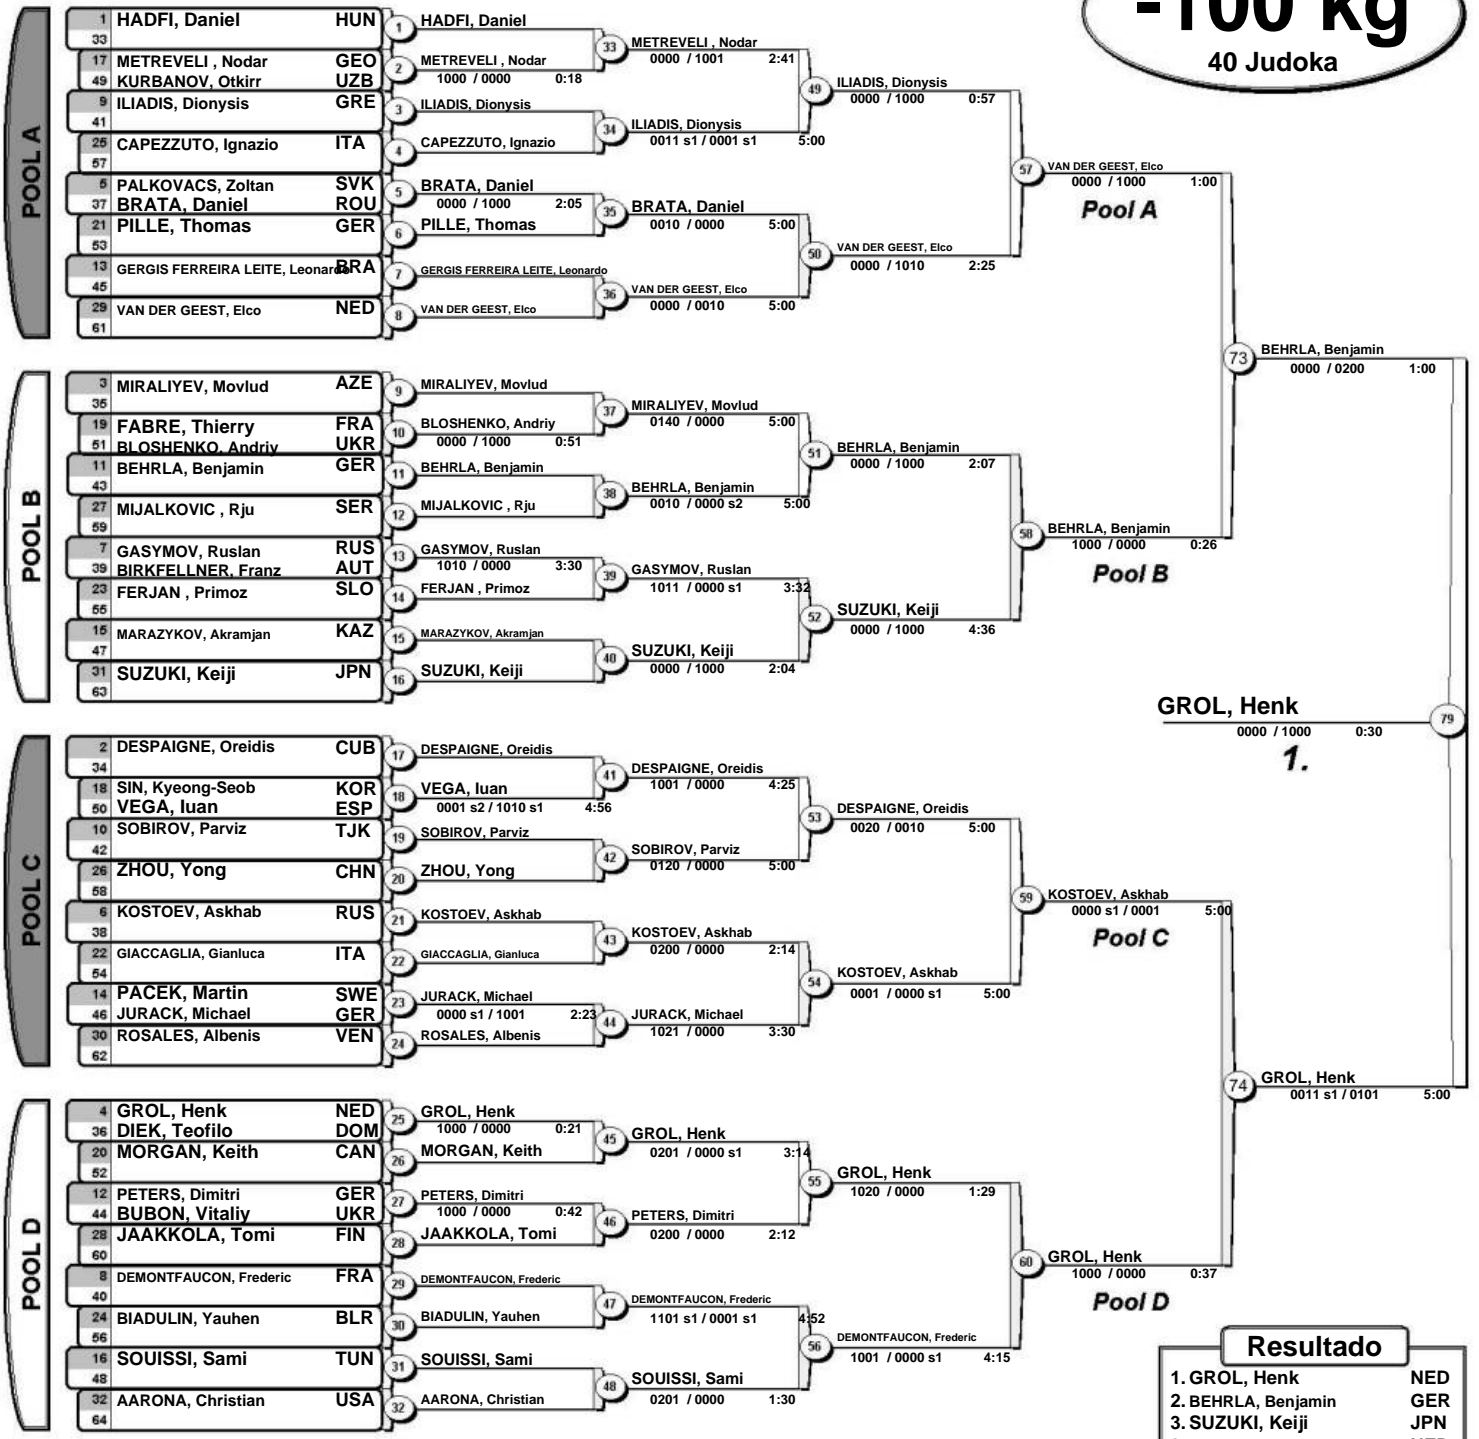 -100 kg
40 Judoka
POOL A
1 HADFI, Daniel HUN
33
17 METREVELI , Nodar GEO
49 KURBANOV, Otkirr UZB
9 ILIADIS, Dionysis GRE
41
25 CAPEZZUTO, Ignazio ITA
57
5 PALKOVACS, Zoltan SVK
37 BRATA, Daniel ROU
21 PILLE, Thomas GER
53
13 GERGIS FERREIRA LEITE, Leonardo BRA
45
29 VAN DER GEEST, Elco NED
61
1 HADFI, Daniel
2 METREVELI , Nodar
1000 / 0000 0:18
3 ILIADIS, Dionysis
4 CAPEZZUTO, Ignazio
5 BRATA, Daniel
0000 / 1000 2:05
6 PILLE, Thomas
7 GERGIS FERREIRA LEITE, Leonardo
8 VAN DER GEEST, Elco
33 METREVELI , Nodar
0000 / 1001 2:41
34 ILIADIS, Dionysis
0011 s1 / 0001 s1 5:00
35 BRATA, Daniel
0010 / 0000 5:00
36 VAN DER GEEST, Elco
0000 / 0010 5:00
49 ILIADIS, Dionysis
0000 / 1000 0:57
50 VAN DER GEEST, Elco
0000 / 1010 2:25
57 VAN DER GEEST, Elco
0000 / 1000 1:00
Pool A
POOL B
3 MIRALIYEV, Movlud AZE
35
19 FABRE, Thierry FRA
51 BLOSHENKO, Andriy UKR
11 BEHRLA, Benjamin GER
43
27 MIJALKOVIC , Rju SER
59
7 GASYMOV, Ruslan RUS
39 BIRKFELLNER, Franz AUT
23 FERJAN , Primoz SLO
55
15 MARAZYKOV, Akramjan KAZ
47
31 SUZUKI, Keiji JPN
63
9 MIRALIYEV, Movlud
10 BLOSHENKO, Andriy
0000 / 1000 0:51
11 BEHRLA, Benjamin
12 MIJALKOVIC , Rju
13 GASYMOV, Ruslan
1010 / 0000 3:30
14 FERJAN , Primoz
15 MARAZYKOV, Akramjan
16 SUZUKI, Keiji
37 MIRALIYEV, Movlud
0140 / 0000 5:00
38 BEHRLA, Benjamin
0010 / 0000 s2 5:00
39 GASYMOV, Ruslan
1011 / 0000 s1 3:32
40 SUZUKI, Keiji
0000 / 1000 2:04
51 BEHRLA, Benjamin
0000 / 1000 2:07
52 SUZUKI, Keiji
0000 / 1000 4:36
58 BEHRLA, Benjamin
1000 / 0000 0:26
Pool B
73 BEHRLA, Benjamin
0000 / 0200 1:00
GROL, Henk 79
0000 / 1000 0:30
1.
POOL C
2 DESPAIGNE, Oreidis CUB
34
18 SIN, Kyeong-Seob KOR
50 VEGA, Iuan ESP
10 SOBIROV, Parviz TJK
42
26 ZHOU, Yong CHN
58
6 KOSTOEV, Askhab RUS
38
22 GIACCAGLIA, Gianluca ITA
54
14 PACEK, Martin SWE
46 JURACK, Michael GER
30 ROSALES, Albenis VEN
62
17 DESPAIGNE, Oreidis
18 VEGA, Iuan
0001 s2 / 1010 s1 4:56
19 SOBIROV, Parviz
20 ZHOU, Yong
21 KOSTOEV, Askhab
22 GIACCAGLIA, Gianluca
23 JURACK, Michael
0000 s1 / 1001 2:23
24 ROSALES, Albenis
41 DESPAIGNE, Oreidis
1001 / 0000 4:25
42 SOBIROV, Parviz
0120 / 0000 5:00
43 KOSTOEV, Askhab
0200 / 0000 2:14
44 JURACK, Michael
1021 / 0000 3:30
53 DESPAIGNE, Oreidis
0020 / 0010 5:00
54 KOSTOEV, Askhab
0001 / 0000 s1 5:00
59 KOSTOEV, Askhab
0000 s1 / 0001 5:00
Pool C
POOL D
4 GROL, Henk NED
36 DIEK, Teofilo DOM
20 MORGAN, Keith CAN
52
12 PETERS, Dimitri GER
44 BUBON, Vitaliy UKR
28 JAAKKOLA, Tomi FIN
60
8 DEMONTFAUCON, Frederic FRA
40
24 BIADULIN, Yauhen BLR
56
16 SOUISSI, Sami TUN
48
32 AARONA, Christian USA
64
25 GROL, Henk
1000 / 0000 0:21
26 MORGAN, Keith
27 PETERS, Dimitri
1000 / 0000 0:42
28 JAAKKOLA, Tomi
29 DEMONTFAUCON, Frederic
30 BIADULIN, Yauhen
31 SOUISSI, Sami
32 AARONA, Christian
45 GROL, Henk
0201 / 0000 s1 3:14
46 PETERS, Dimitri
0200 / 0000 2:12
47 DEMONTFAUCON, Frederic
1101 s1 / 0001 s1 4:52
48 SOUISSI, Sami
0201 / 0000 1:30
55 GROL, Henk
1020 / 0000 1:29
56 DEMONTFAUCON, Frederic
1001 / 0000 s1 4:15
60 GROL, Henk
1000 / 0000 0:37
Pool D
74 GROL, Henk
0011 s1 / 0101 5:00
Resultado
1. GROL, Henk NED
2. BEHRLA, Benjamin GER
3. SUZUKI, Keiji JPN